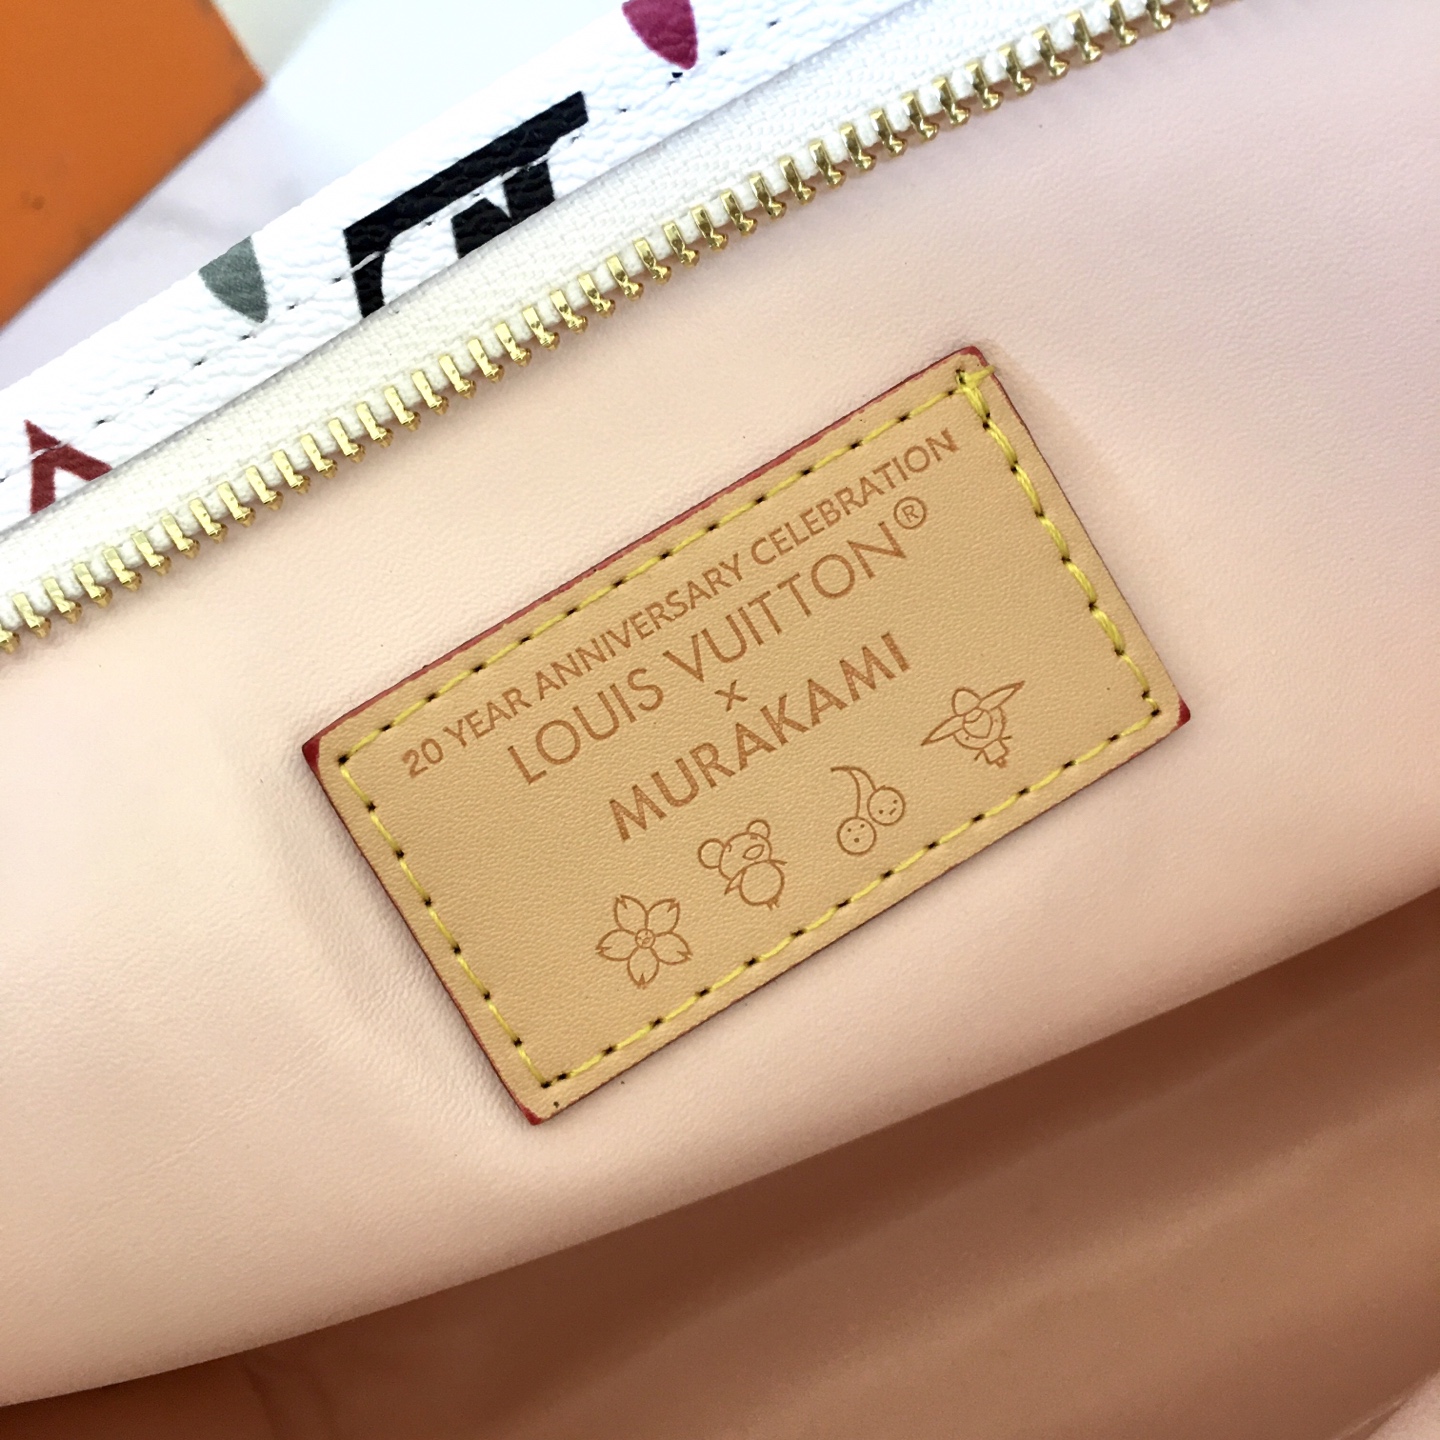 20 YEAR ANNIVERSARY CELEBRATION
LOUIS VUITTON®
×
MURAKAMI